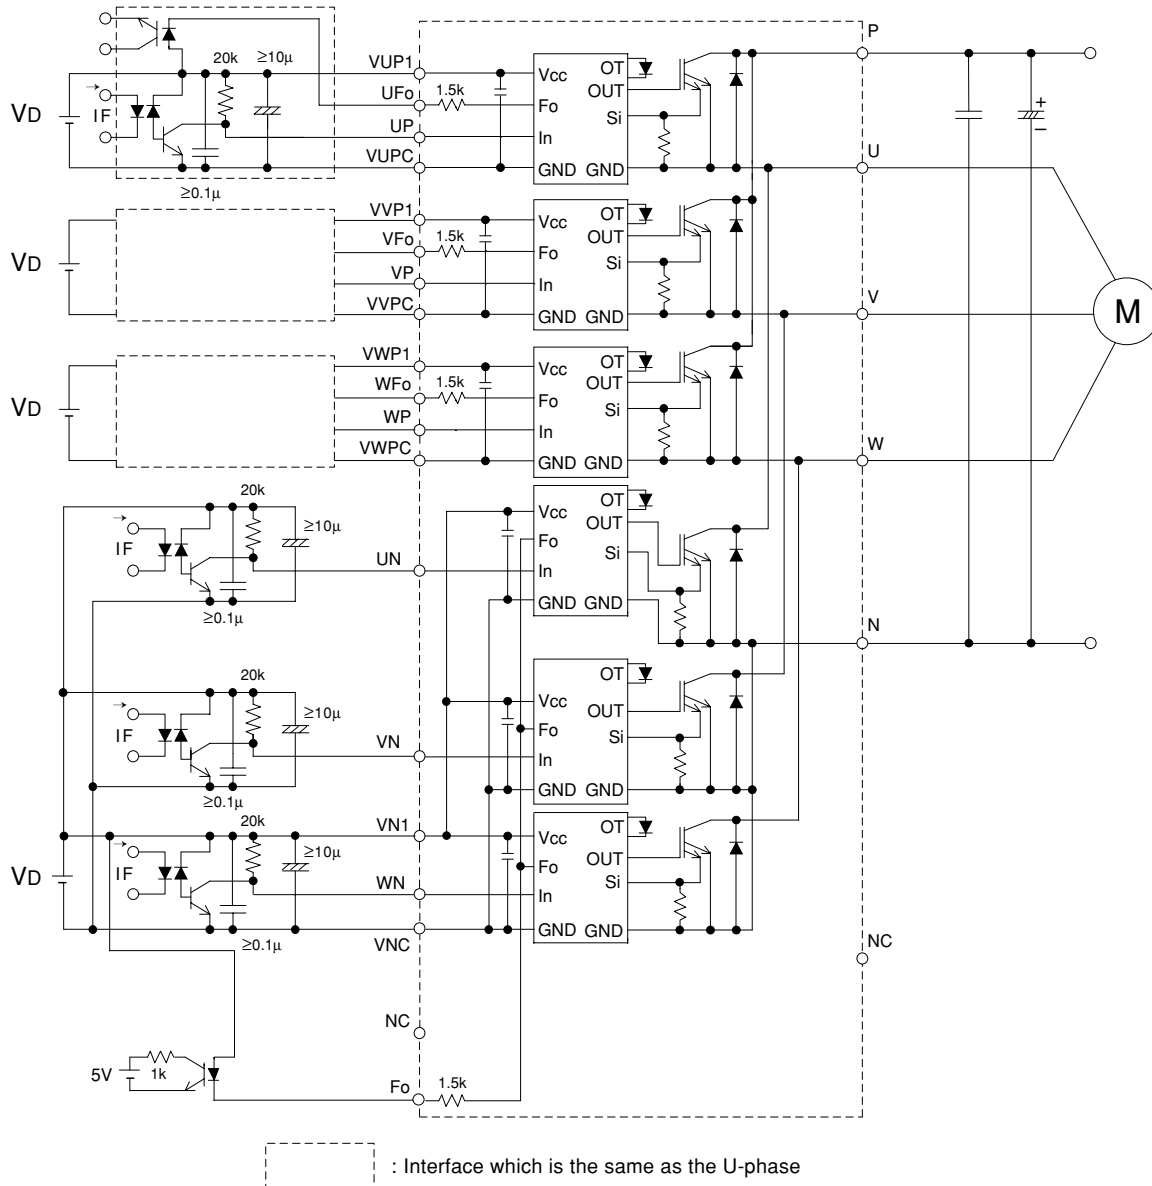 P
20k
≥10µ
VUP1
Vcc
OT
OUT
1.5k
UFo
Fo
Si
VD
IF
UP
In
U
VUPC
GND GND
≥0.1µ
VVP1
Vcc
OT
OUT
VFo
1.5k
Fo
Si
VD
VP
In
V
VVPC
GND GND
M
VWP1
Vcc
OT
OUT
WFo
1.5k
Fo
Si
VD
WP
In
W
VWPC
GND GND
20k
≥10µ
Vcc
OT
OUT
IF
Fo
Si
UN
In
GND GND
≥0.1µ
N
20k
≥10µ
Vcc
OT
OUT
IF
Fo
Si
VN
In
GND GND
≥0.1µ
20k
VN1
Vcc
OT
≥10µ
OUT
IF
Fo
VD
WN
In
Si
GND GND
≥0.1µ
VNC
NC
NC
5V
1k
Fo
1.5k
: Interface which is the same as the U-phase